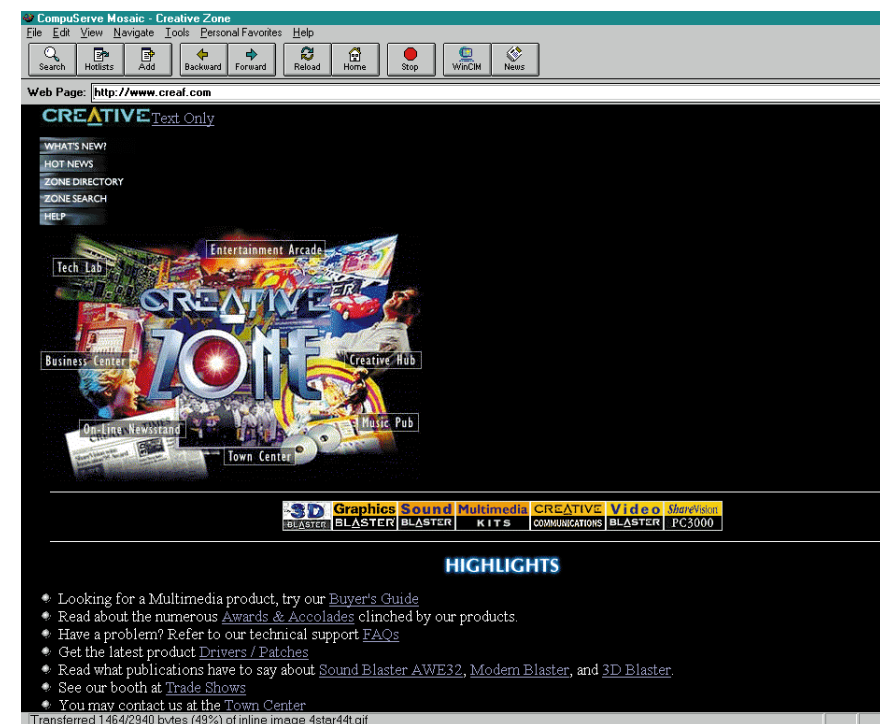 CompuServe Mosaic - Creative Zone
File Edit View Navigate Tools Personal Favorites Help
Search Hotlists Add Backward Forward Reload Home Stop WinCIM News
Web Page: http://www.creaf.com
CREATIVE Text Only
WHAT'S NEW?
HOT NEWS
ZONE DIRECTORY
ZONE SEARCH
HELP
Entertainment Arcade
Tech Lab
CREATIVE
ZONE
Business Center
Creative Hub
Music Pub
On-Line Newsstand
Town Center
3D BLASTER Graphics BLASTER Sound BLASTER Multimedia KITS CREATIVE COMMUNICATIONS Video BLASTER ShareVision PC3000
HIGHLIGHTS
Looking for a Multimedia product, try our Buyer's Guide
Read about the numerous Awards & Accolades clinched by our products.
Have a problem? Refer to our technical support FAQs
Get the latest product Drivers / Patches
Read what publications have to say about Sound Blaster AWE32, Modem Blaster, and 3D Blaster.
See our booth at Trade Shows
You may contact us at the Town Center
Transferred 1464/2940 bytes (49%) of inline image 4star44t.gif